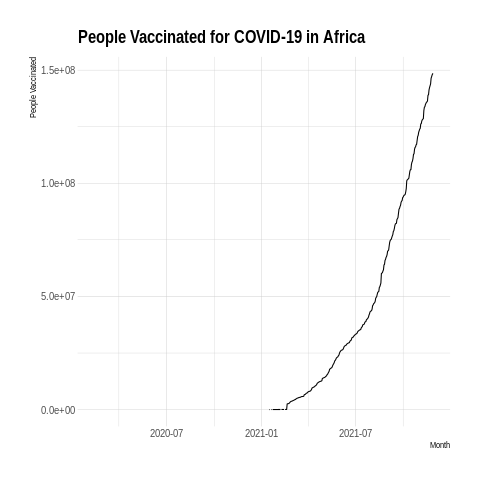 People Vaccinated for COVID-19 in Africa
People Vaccinated
1.5e+08
1.0e+08
5.0e+07
0.0e+00
2020-07
2021-01
2021-07
Month